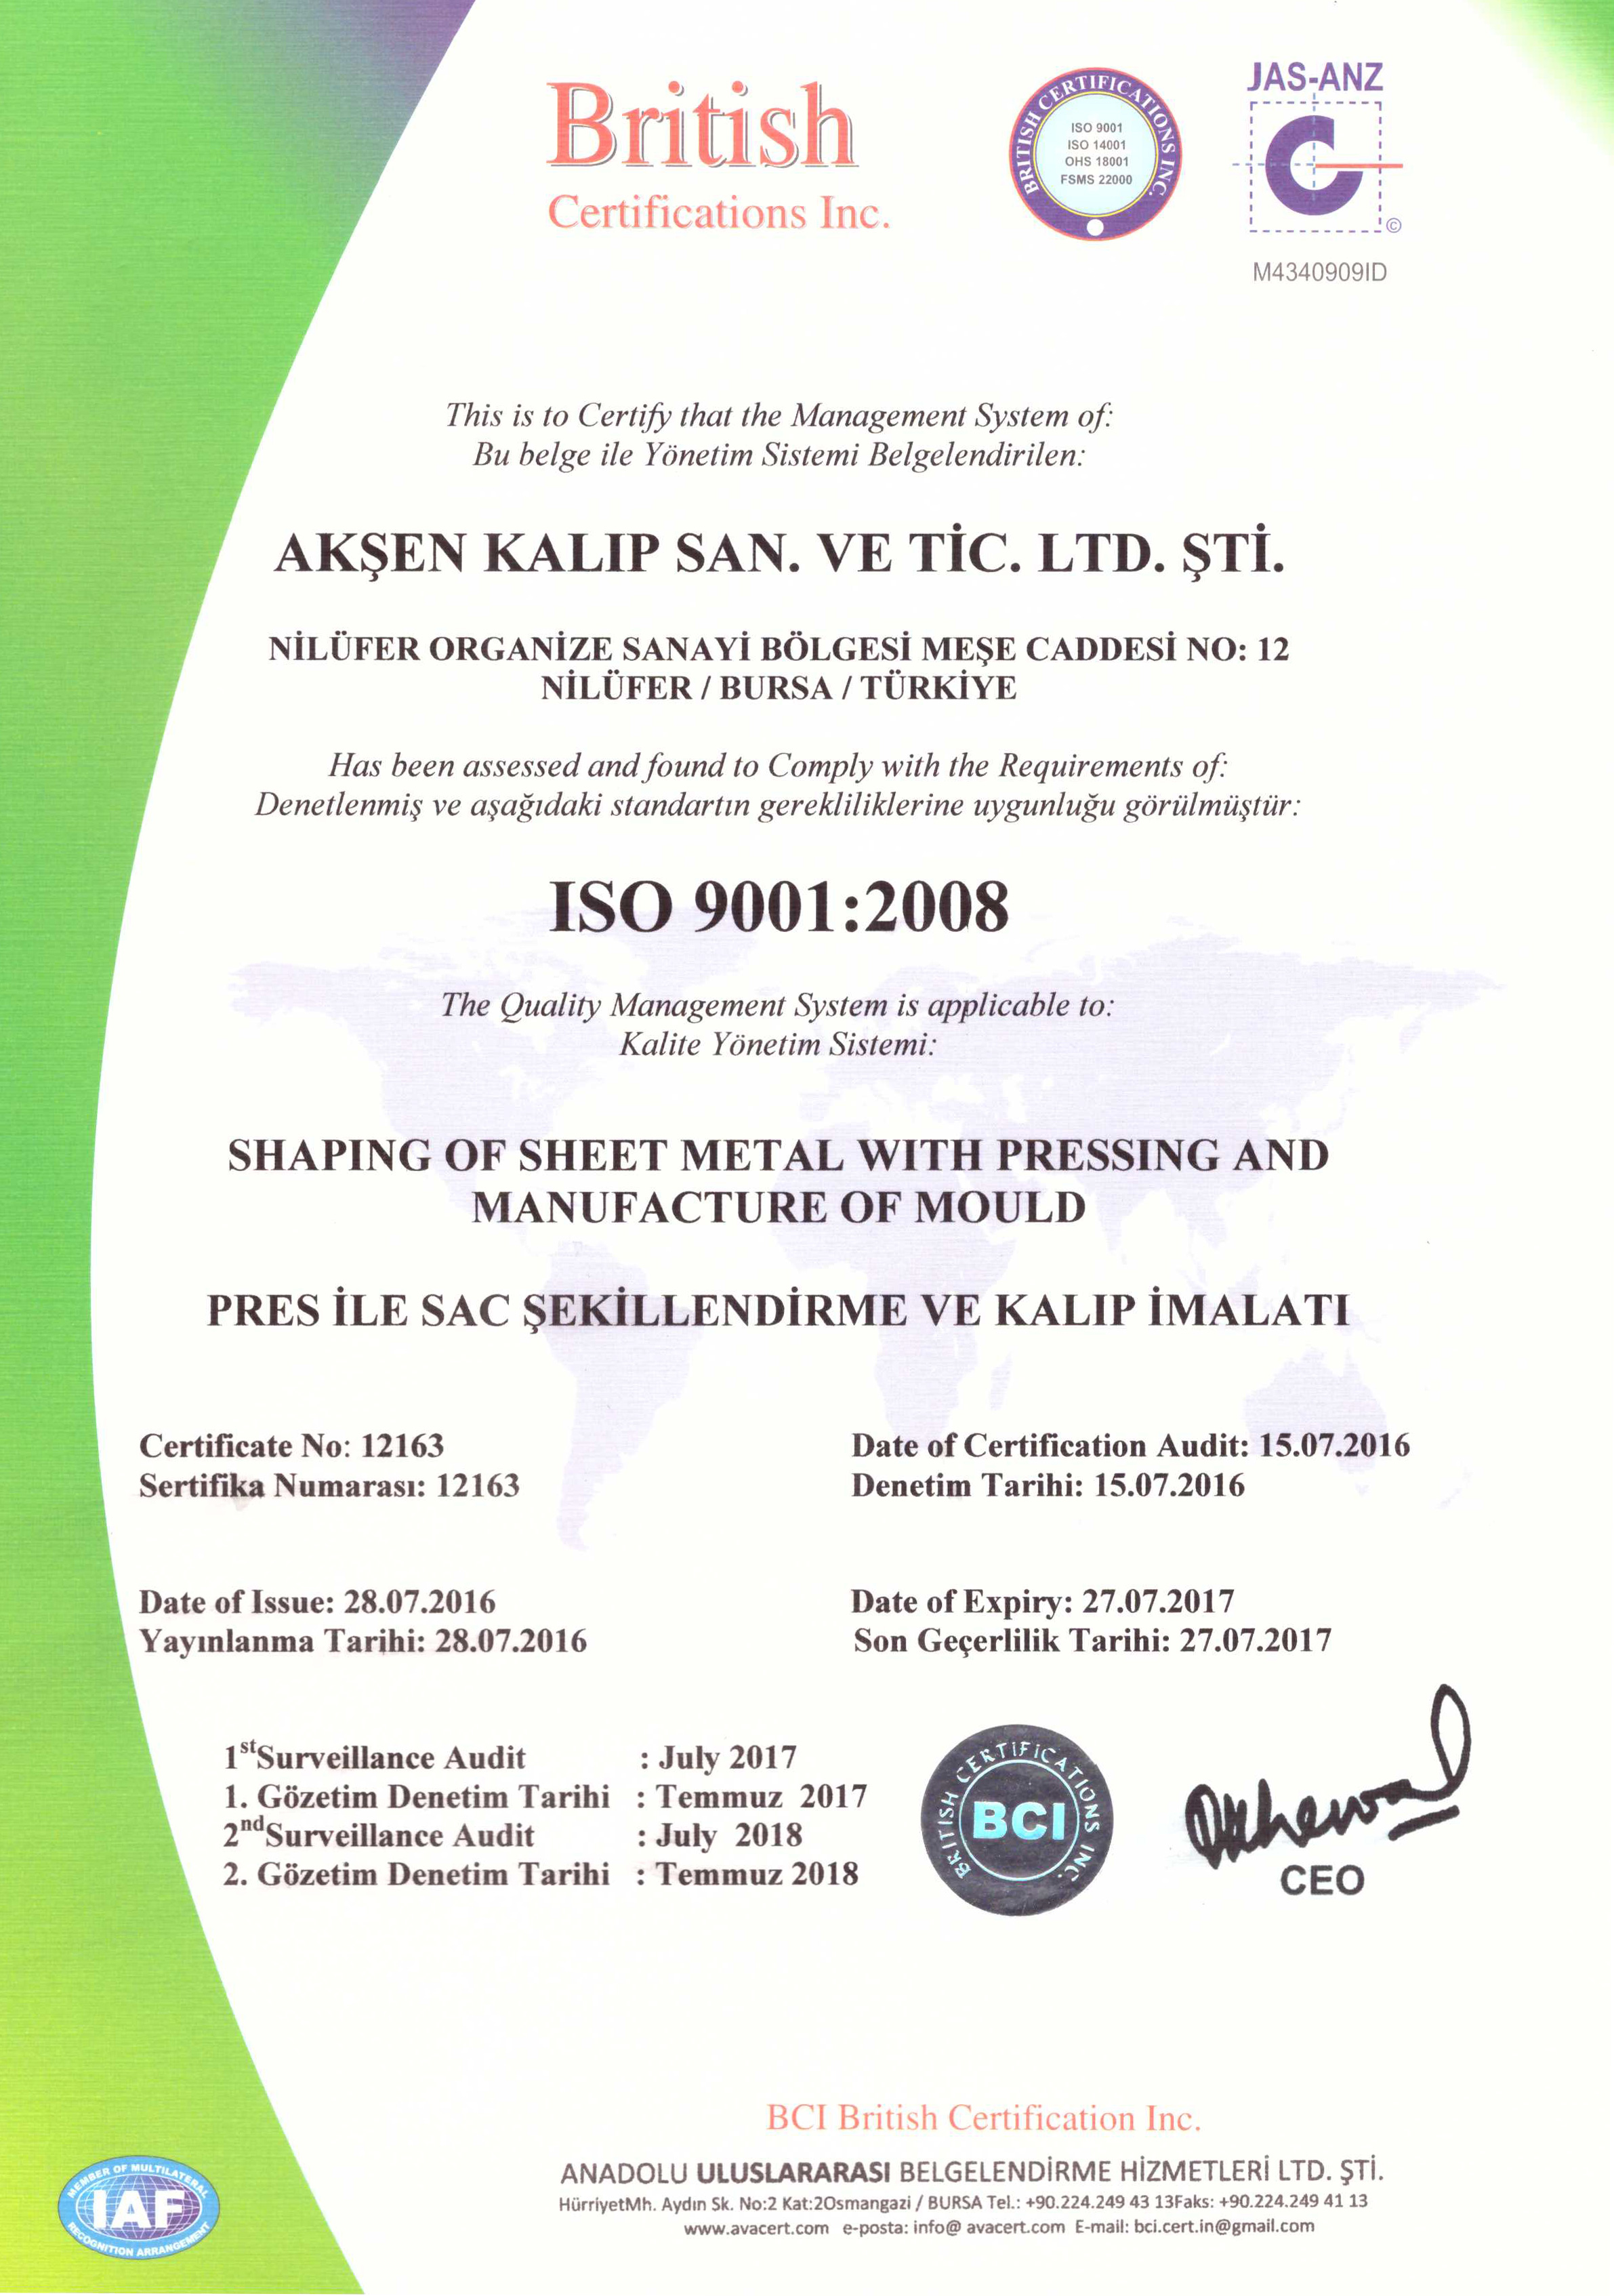 British
Certifications Inc.
BRITISH CERTIFICATIONS INC.
ISO 9001
ISO 14001
OHS 18001
FSMS 22000
JAS-ANZ
©
M4340909ID
This is to Certify that the Management System of:
Bu belge ile Yönetim Sistemi Belgelendirilen:
AKŞEN KALIP SAN. VE TİC. LTD. ŞTİ.
NİLÜFER ORGANİZE SANAYİ BÖLGESİ MEŞE CADDESİ NO: 12
NİLÜFER / BURSA / TÜRKİYE
Has been assessed and found to Comply with the Requirements of:
Denetlenmiş ve aşağıdaki standartın gerekliliklerine uygunluğu görülmüştür:
ISO 9001:2008
The Quality Management System is applicable to:
Kalite Yönetim Sistemi:
SHAPING OF SHEET METAL WITH PRESSING AND
MANUFACTURE OF MOULD
PRES İLE SAC ŞEKİLLENDİRME VE KALIP İMALATI
Certificate No: 12163
Sertifika Numarası: 12163
Date of Certification Audit: 15.07.2016
Denetim Tarihi: 15.07.2016
Date of Issue: 28.07.2016
Yayınlanma Tarihi: 28.07.2016
Date of Expiry: 27.07.2017
Son Geçerlilik Tarihi: 27.07.2017
1stSurveillance Audit : July 2017
1. Gözetim Denetim Tarihi : Temmuz 2017
2ndSurveillance Audit : July 2018
2. Gözetim Denetim Tarihi : Temmuz 2018
BRITISH CERTIFICATIONS INC.
BCI
CEO
BCI British Certification Inc.
ANADOLU ULUSLARARASI BELGELENDİRME HİZMETLERİ LTD. ŞTİ.
HürriyetMh. Aydın Sk. No:2 Kat:2Osmangazi / BURSA Tel.: +90.224.249 43 13Faks: +90.224.249 41 13
www.avacert.com e-posta: info@ avacert.com E-mail: bci.cert.in@gmail.com
MEMBER OF MULTILATERAL
IAF
RECOGNITION ARRANGEMENT